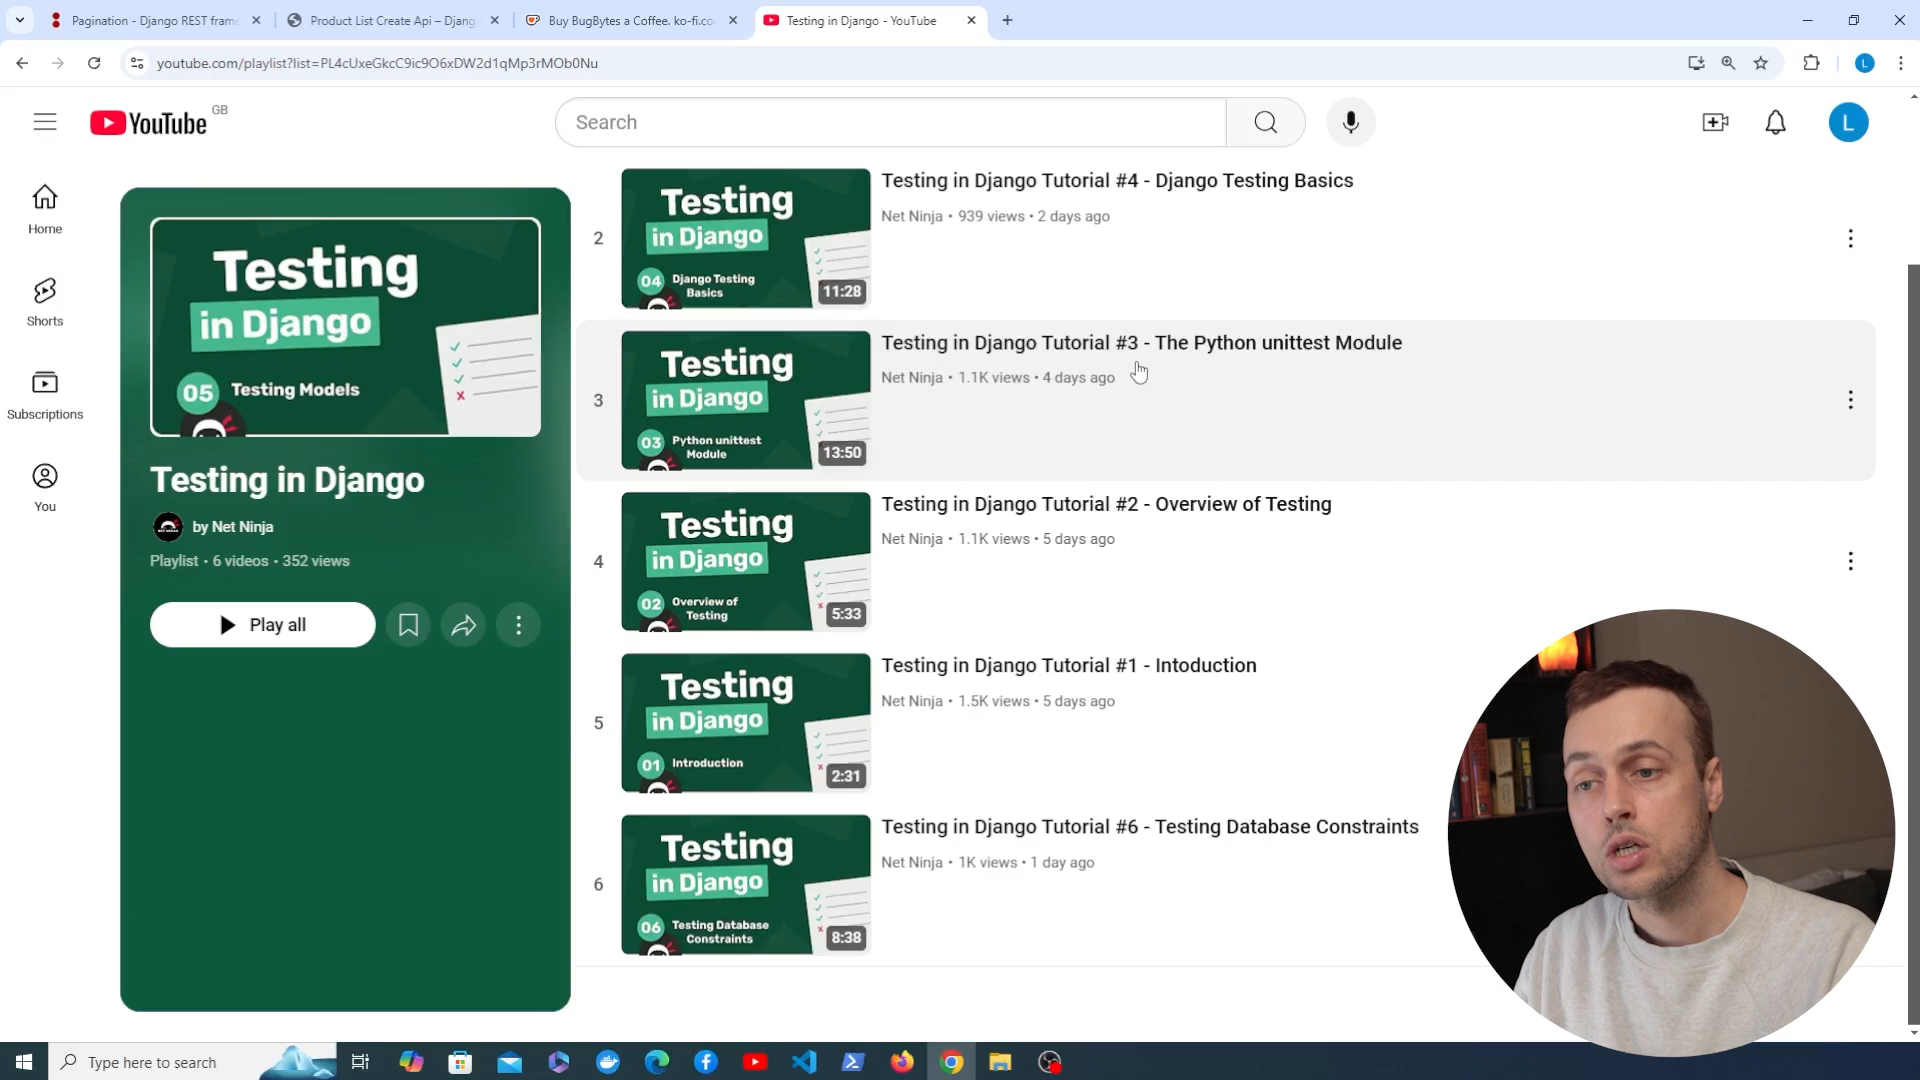 Pagination - Django REST frame
Product List Create Api – Djang
Buy BugBytes a Coffee. ko-fi.co
Testing in Django - YouTube
youtube.com/playlist?list=PL4cUxeGkcC9ic9O6xDW2d1qMp3rMOb0Nu
L
YouTube
GB
Search
L
Home
Shorts
Subscriptions
You
Testing
in Django
05
Testing Models
Testing in Django
by Net Ninja
Playlist • 6 videos • 352 views
Play all
2
Testing
in Django
04
Django Testing
Basics
11:28
Testing in Django Tutorial #4 - Django Testing Basics
Net Ninja • 939 views • 2 days ago
3
Testing
in Django
03
Python unittest
Module
13:50
Testing in Django Tutorial #3 - The Python unittest Module
Net Ninja • 1.1K views • 4 days ago
4
Testing
in Django
02
Overview of
Testing
5:33
Testing in Django Tutorial #2 - Overview of Testing
Net Ninja • 1.1K views • 5 days ago
5
Testing
in Django
01
Introduction
2:31
Testing in Django Tutorial #1 - Intoduction
Net Ninja • 1.5K views • 5 days ago
6
Testing
in Django
06
Testing Database
Constraints
8:38
Testing in Django Tutorial #6 - Testing Database Constraints
Net Ninja • 1K views • 1 day ago
Type here to search